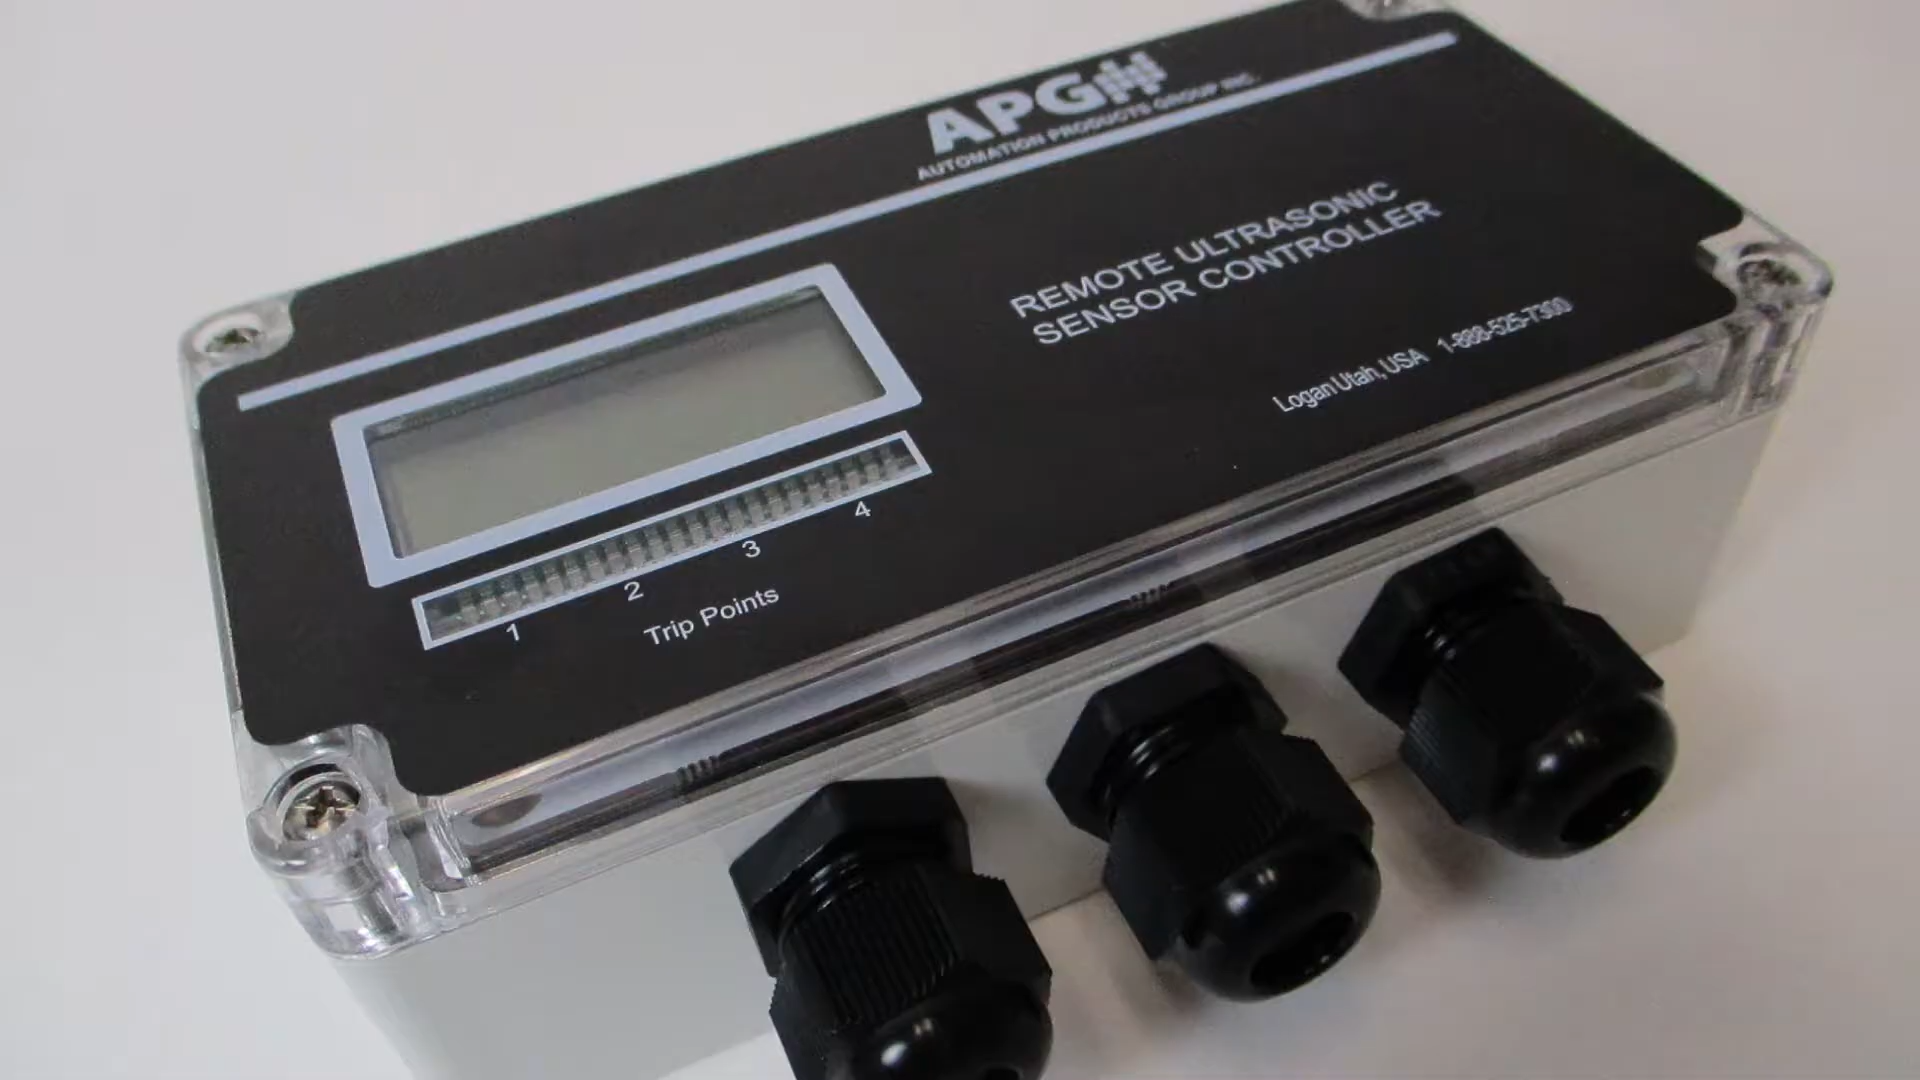 APG
AUTOMATION PRODUCTS GROUP INC.
REMOTE ULTRASONIC
SENSOR CONTROLLER
Logan Utah, USA 1-888-525-7300
1 2 3 4
Trip Points